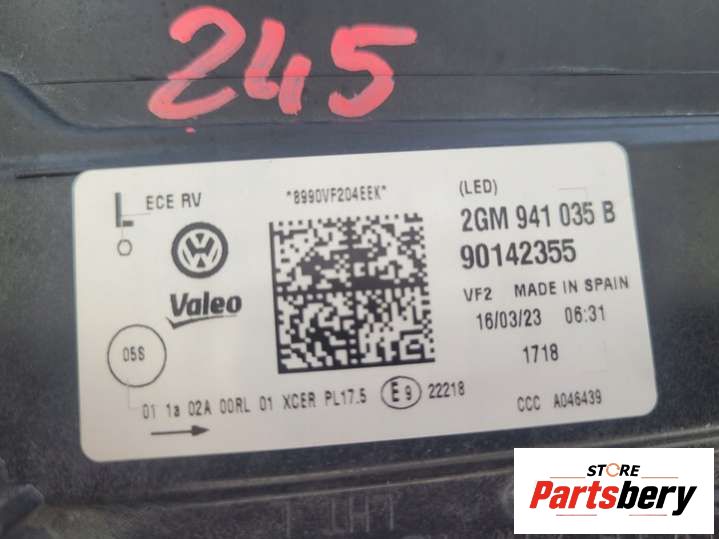 245
L ECE RV
*8990VF204EEK*
(LED)
2GM 941 035 B
90142355
Valeo
VF2 MADE IN SPAIN
16/03/23 06:31
05S
1718
01 1a 02A 00RL 01 XCER PL17.5 E9 22218
CCC A046439
STORE
Partsbery